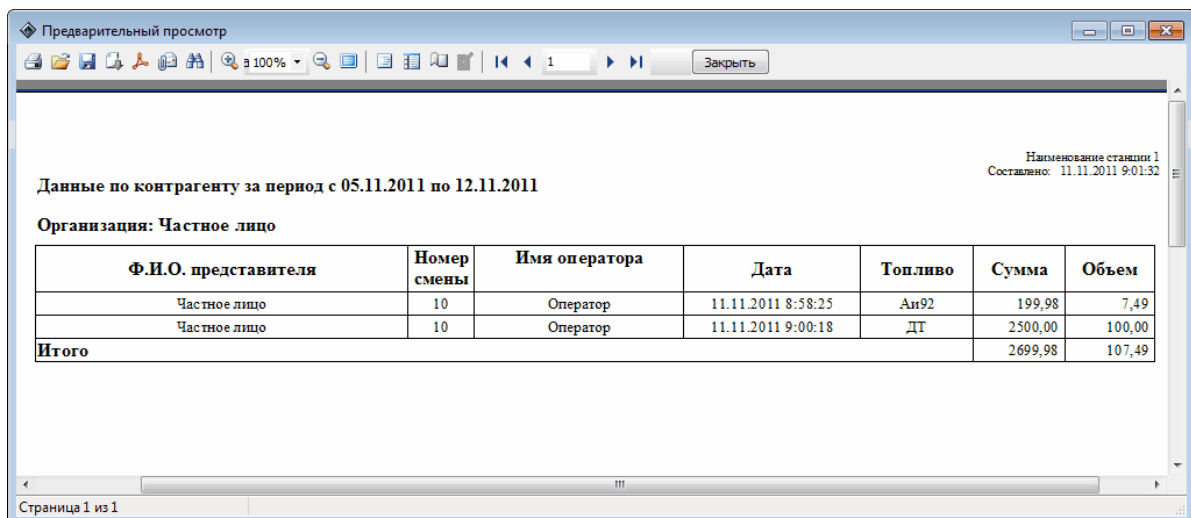 Предварительный просмотр
в 100%
1
Закрыть
Наименование станции 1
Составлено: 11.11.2011 9:01:32
Данные по контрагенту за период с 05.11.2011 по 12.11.2011
Организация: Частное лицо
Ф.И.О. представителя Номер смены Имя оператора Дата Топливо Сумма Объем
Частное лицо 10 Оператор 11.11.2011 8:58:25 Аи92 199,98 7,49
Частное лицо 10 Оператор 11.11.2011 9:00:18 ДТ 2500,00 100,00
Итого 2699,98 107,49
Страница 1 из 1